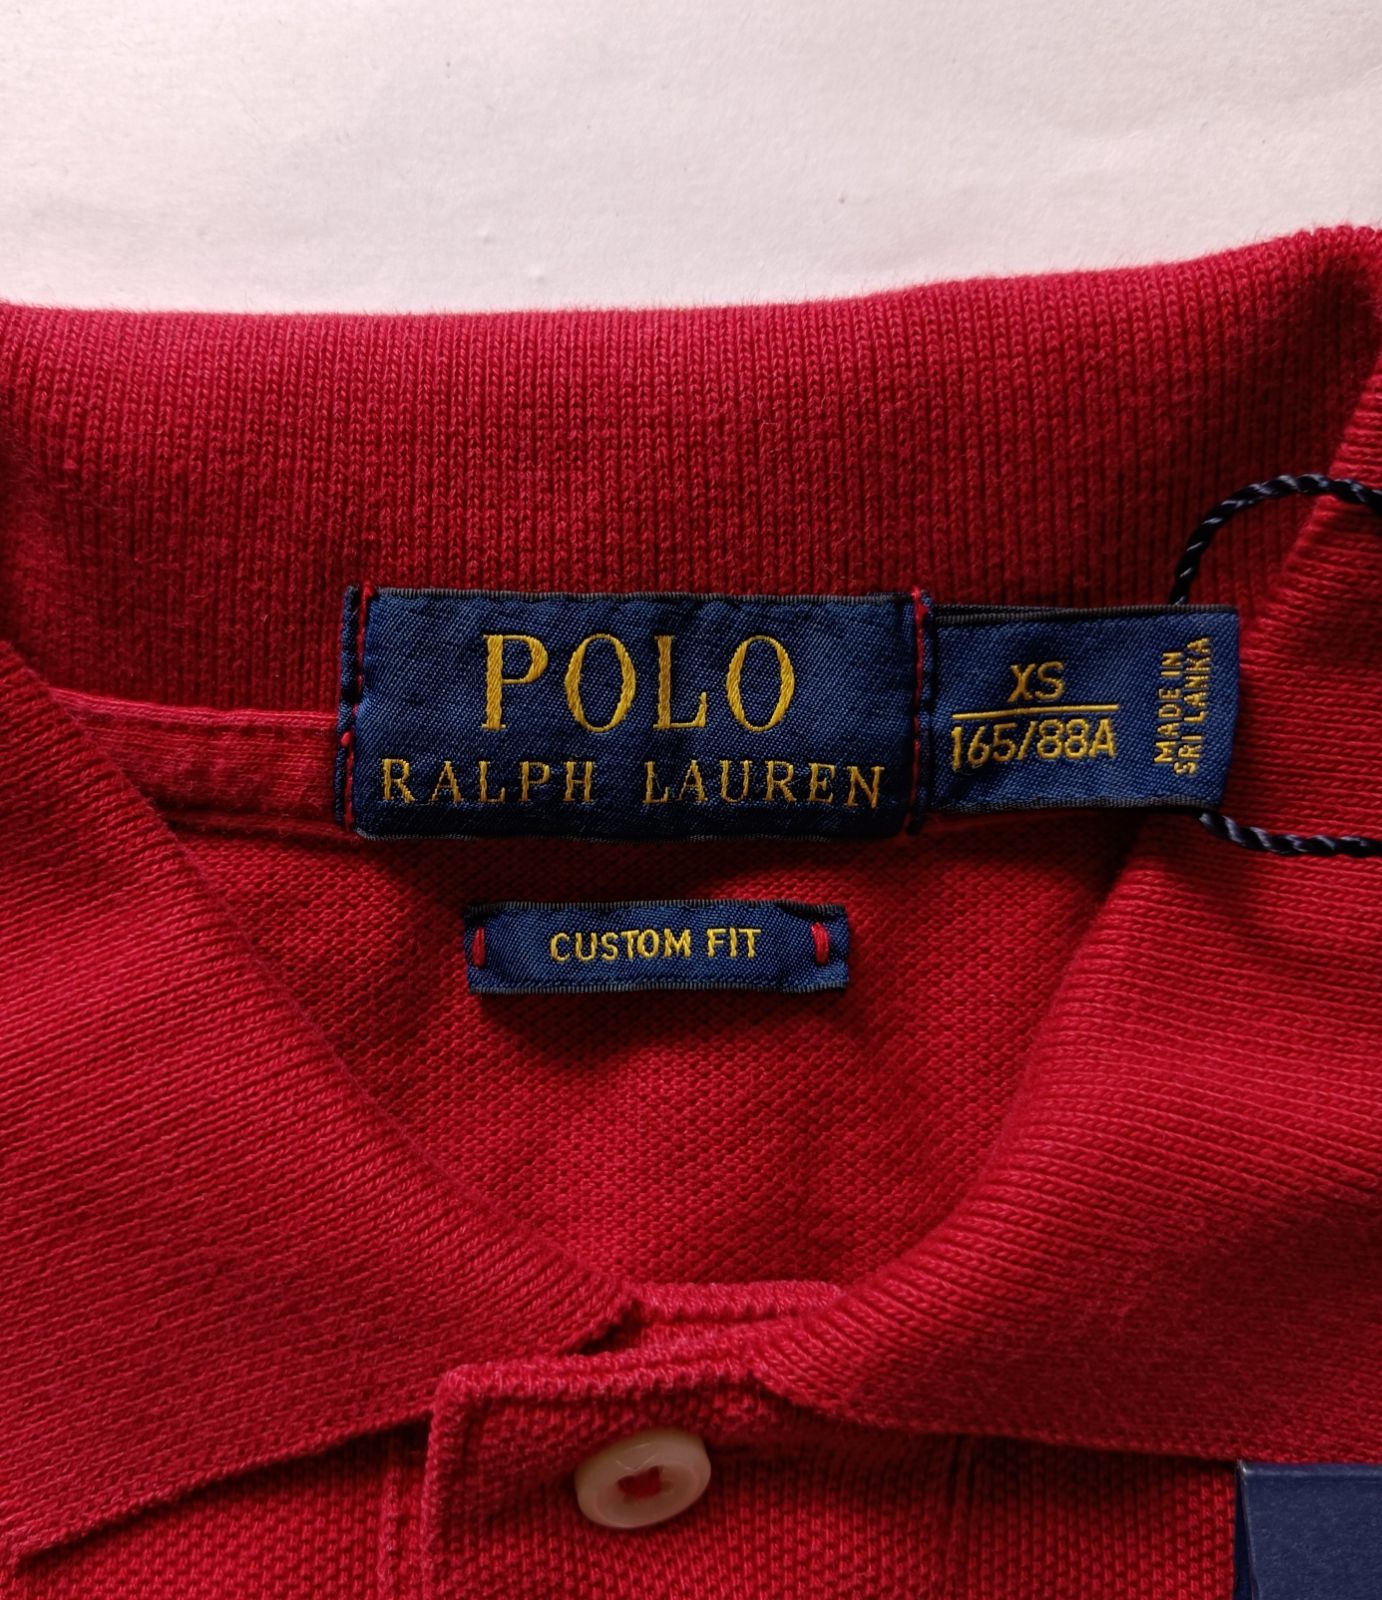 POLO
RALPH LAUREN
XS
165/88A
MADE IN
SRI LANKA
CUSTOM FIT